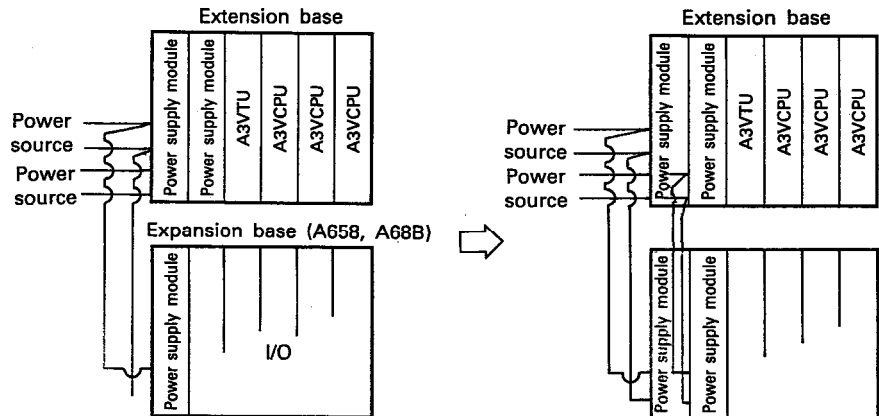 Extension base
Power supply module
Power supply module
A3VTU
A3VCPU
A3VCPU
A3VCPU
Power
source
Power
source
Expansion base (A658, A68B)
Power supply module
I/O
Extension base
Power supply module
Power supply module
A3VTU
A3VCPU
A3VCPU
A3VCPU
Power
source
Power
source
Power supply module
Power supply module